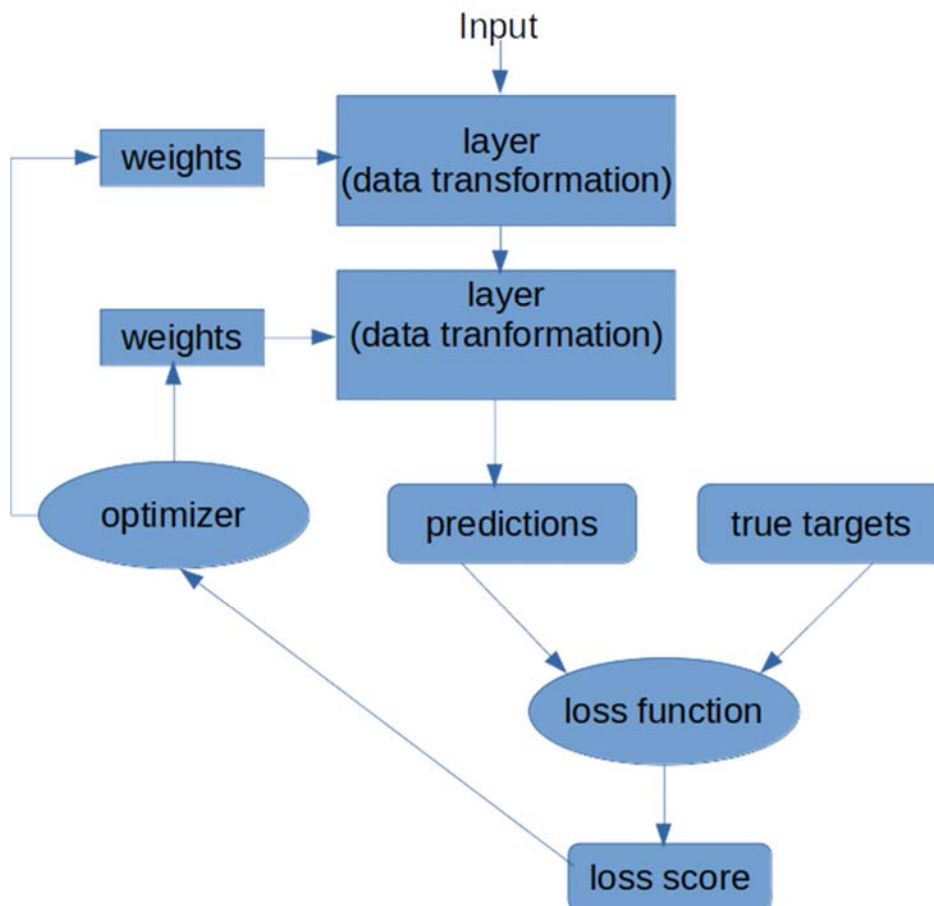 Input
weights
layer
(data transformation)
weights
layer
(data tranformation)
optimizer
predictions
true targets
loss function
loss score